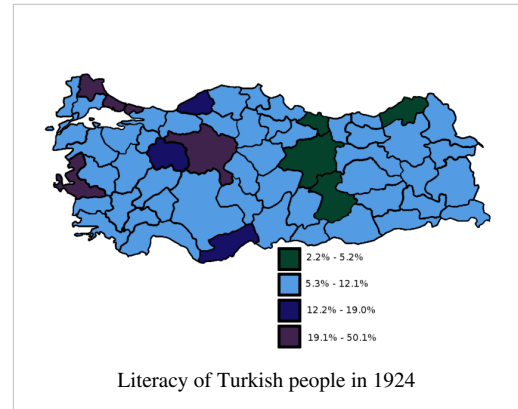 2.2% - 5.2%
5.3% - 12.1%
12.2% - 19.0%
19.1% - 50.1%
Literacy of Turkish people in 1924